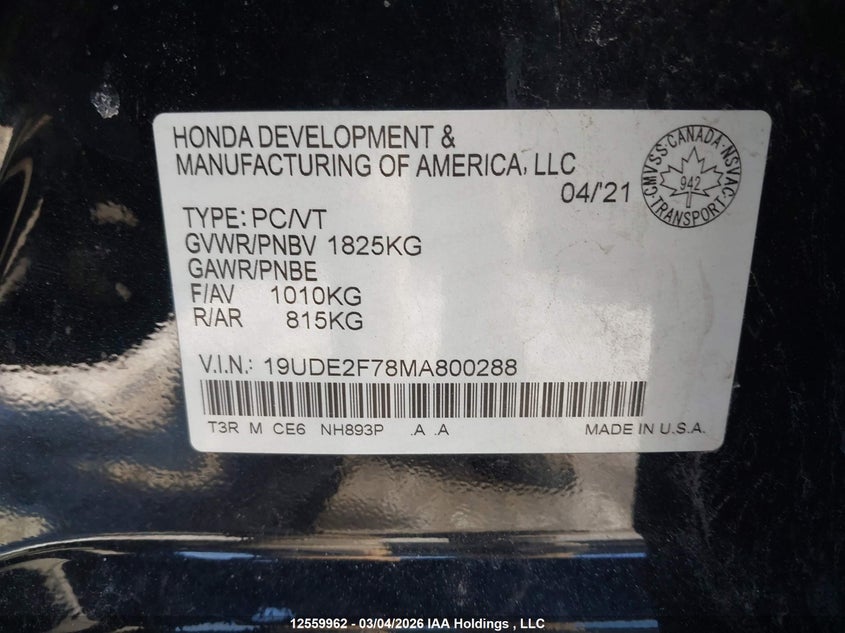 HONDA DEVELOPMENT &
MANUFACTURING OF AMERICA, LLC
04/'21
CMVSS · CANADA · NSVAC
942
TRANSPORT
TYPE: PC/VT
GVWR/PNBV 1825KG
GAWR/PNBE
F/AV 1010KG
R/AR 815KG
V.I.N.: 19UDE2F78MA800288
T3R M CE6 NH893P .A .A MADE IN U.S.A.
12559962 - 03/04/2026 IAA Holdings , LLC